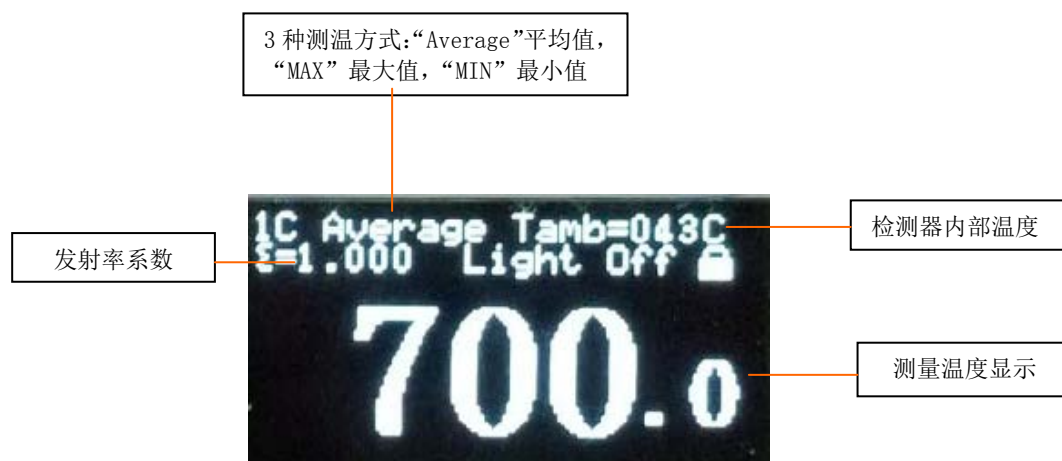 3 种测温方式:“Average”平均值，
“MAX”最大值，“MIN”最小值
1C Average Tamb=043C
ξ=1.000 Light Off
700.0
发射率系数
检测器内部温度
测量温度显示